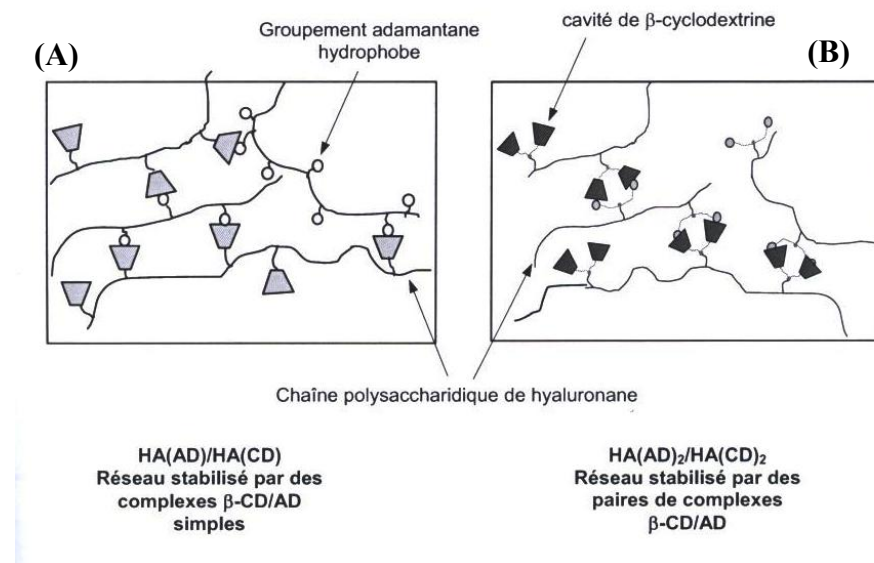 Groupement adamantane
hydrophobe
cavité de β-cyclodextrine
(A)
(B)
Chaîne polysaccharidique de hyaluronane
HA(AD)/HA(CD)
Réseau stabilisé par des
complexes β-CD/AD
simples
HA(AD)₂/HA(CD)₂
Réseau stabilisé par des
paires de complexes
β-CD/AD